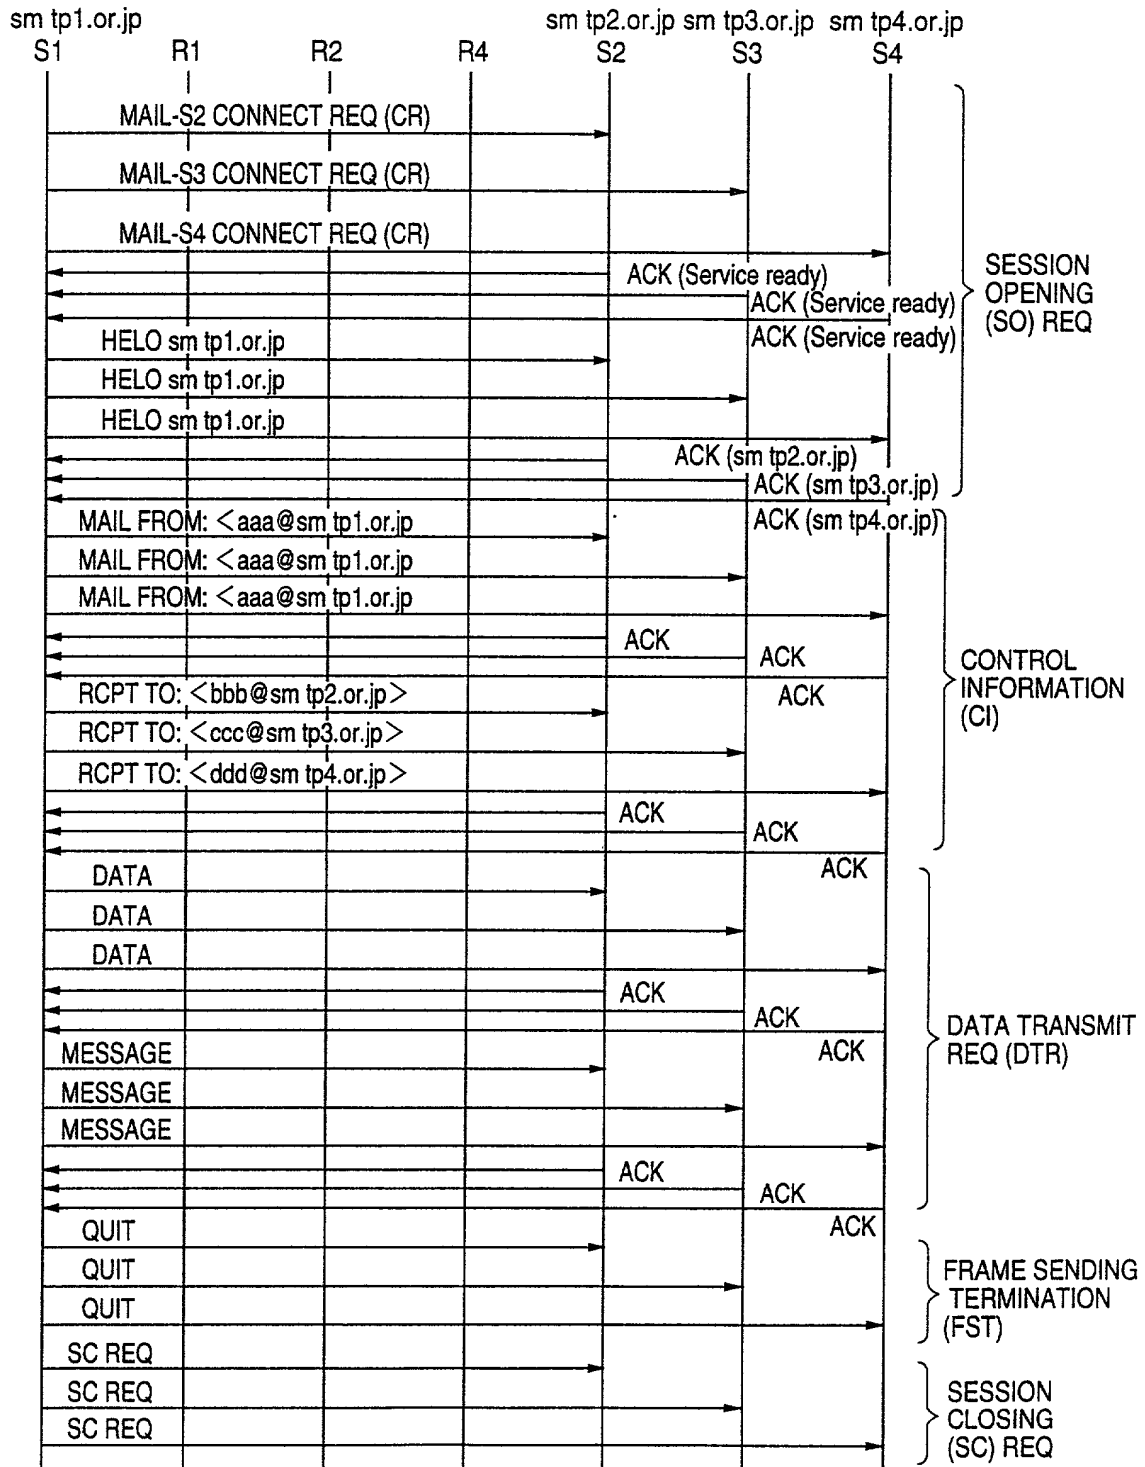 sm tp1.or.jp sm tp2.or.jp sm tp3.or.jp sm tp4.or.jp
S1 R1 R2 R4 S2 S3 S4
MAIL-S2 CONNECT REQ (CR)
MAIL-S3 CONNECT REQ (CR)
MAIL-S4 CONNECT REQ (CR)
ACK (Service ready)
ACK (Service ready)
ACK (Service ready)
SESSION
OPENING
(SO) REQ
HELO sm tp1.or.jp
HELO sm tp1.or.jp
HELO sm tp1.or.jp
ACK (sm tp2.or.jp)
ACK (sm tp3.or.jp)
ACK (sm tp4.or.jp)
MAIL FROM: <aaa@sm tp1.or.jp
MAIL FROM: <aaa@sm tp1.or.jp
MAIL FROM: <aaa@sm tp1.or.jp
ACK
ACK
ACK
CONTROL
INFORMATION
(CI)
RCPT TO: <bbb@sm tp2.or.jp>
RCPT TO: <ccc@sm tp3.or.jp>
RCPT TO: <ddd@sm tp4.or.jp>
ACK
ACK
ACK
DATA
DATA
DATA
ACK
ACK
ACK
DATA TRANSMIT
REQ (DTR)
MESSAGE
MESSAGE
MESSAGE
ACK
ACK
ACK
QUIT
QUIT
QUIT
FRAME SENDING
TERMINATION
(FST)
SC REQ
SC REQ
SC REQ
SESSION
CLOSING
(SC) REQ